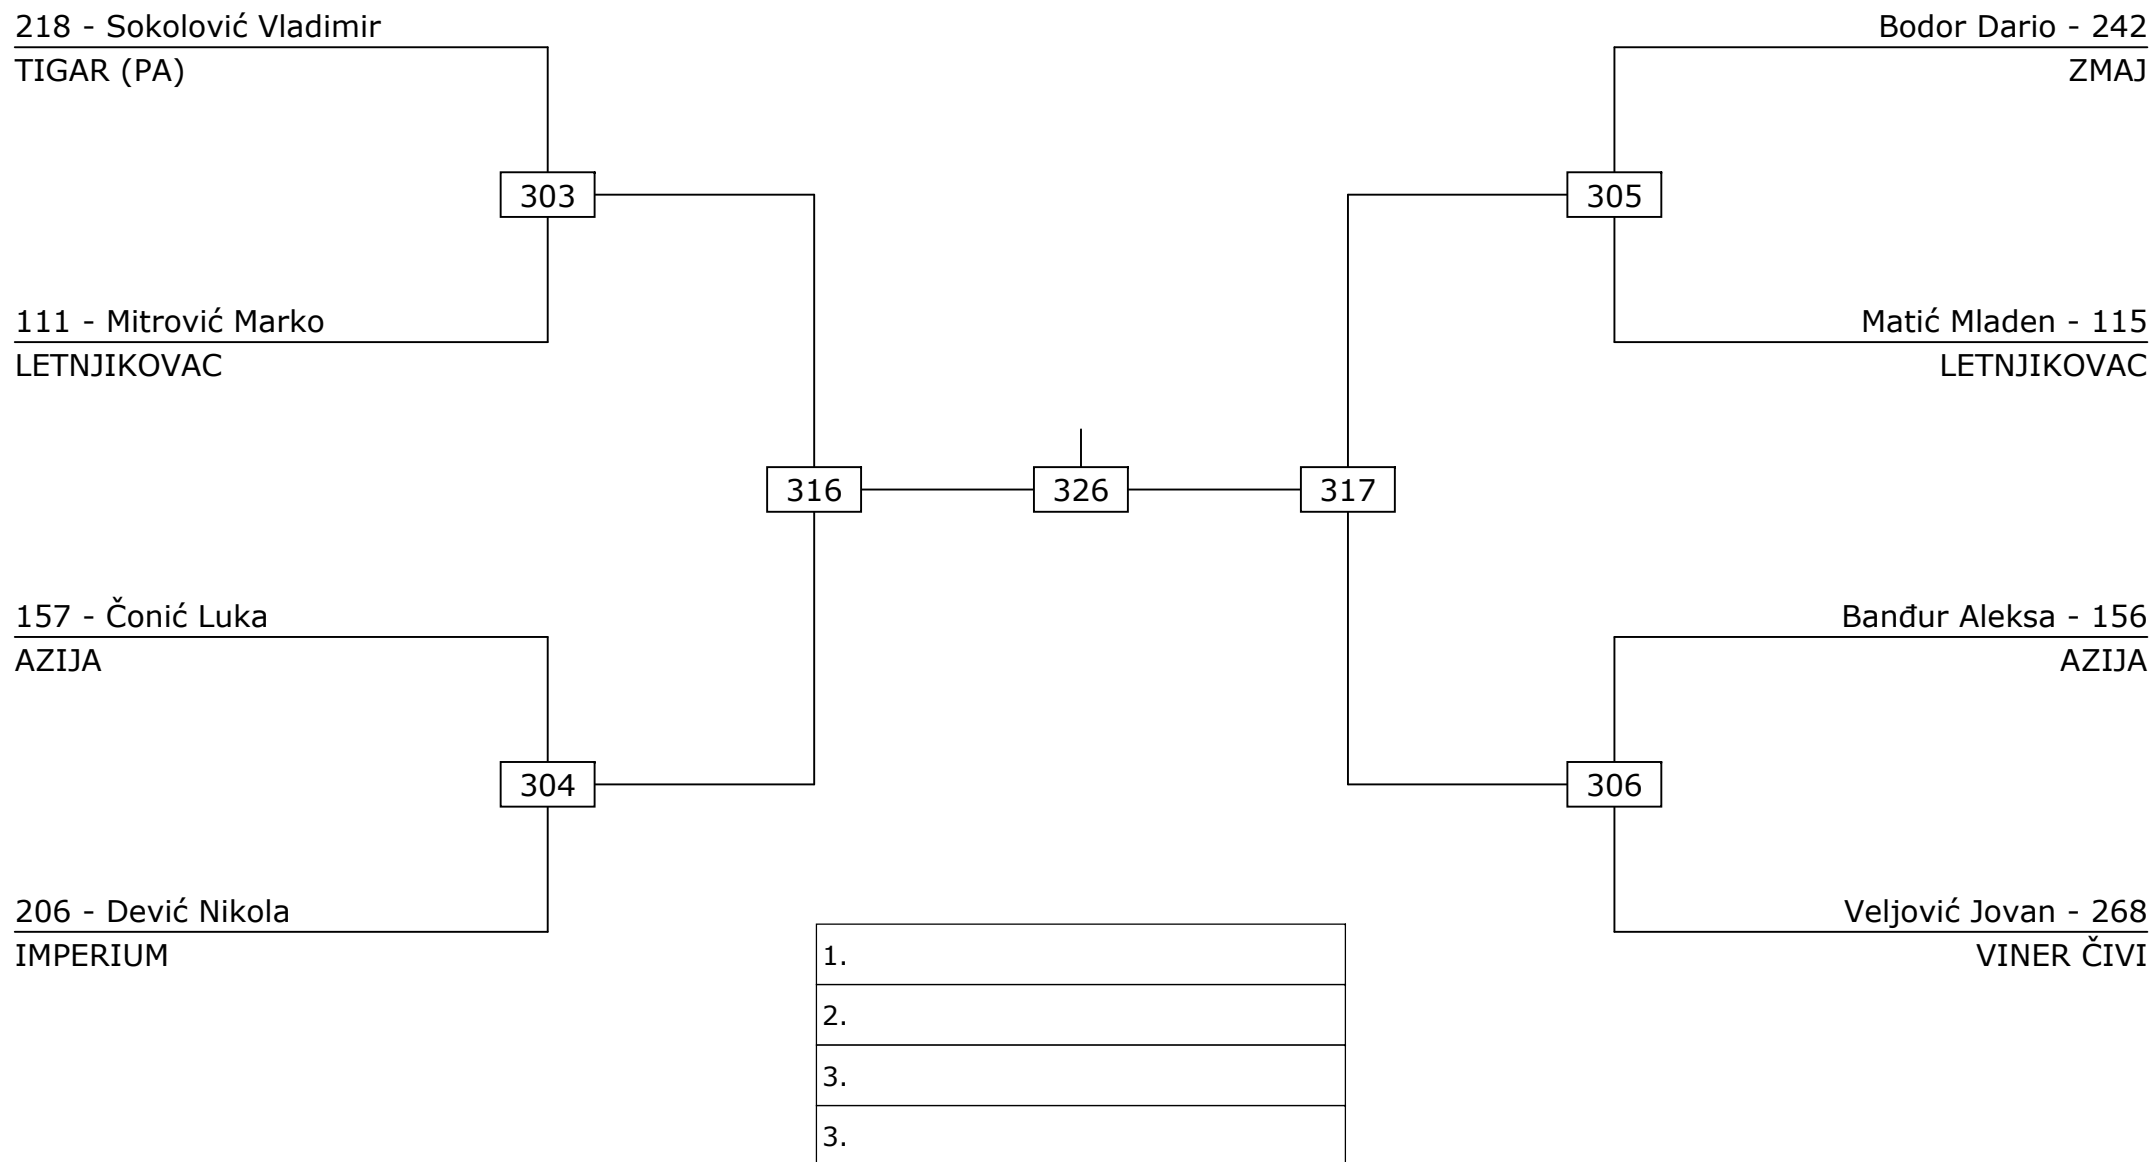 218 - Sokolović Vladimir
TIGAR (PA)
303
111 - Mitrović Marko
LETNJIKOVAC
316
157 - Čonić Luka
AZIJA
304
206 - Dević Nikola
IMPERIUM
326
Bodor Dario - 242
ZMAJ
305
Matić Mladen - 115
LETNJIKOVAC
317
Banđur Aleksa - 156
AZIJA
306
Veljović Jovan - 268
VINER ČIVI
1.
2.
3.
3.